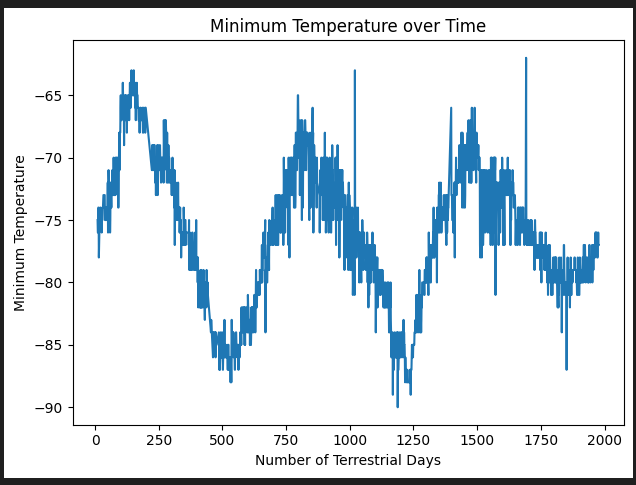 Minimum Temperature over Time
−65
−70
−75
−80
−85
−90
Minimum Temperature
0 250 500 750 1000 1250 1500 1750 2000
Number of Terrestrial Days